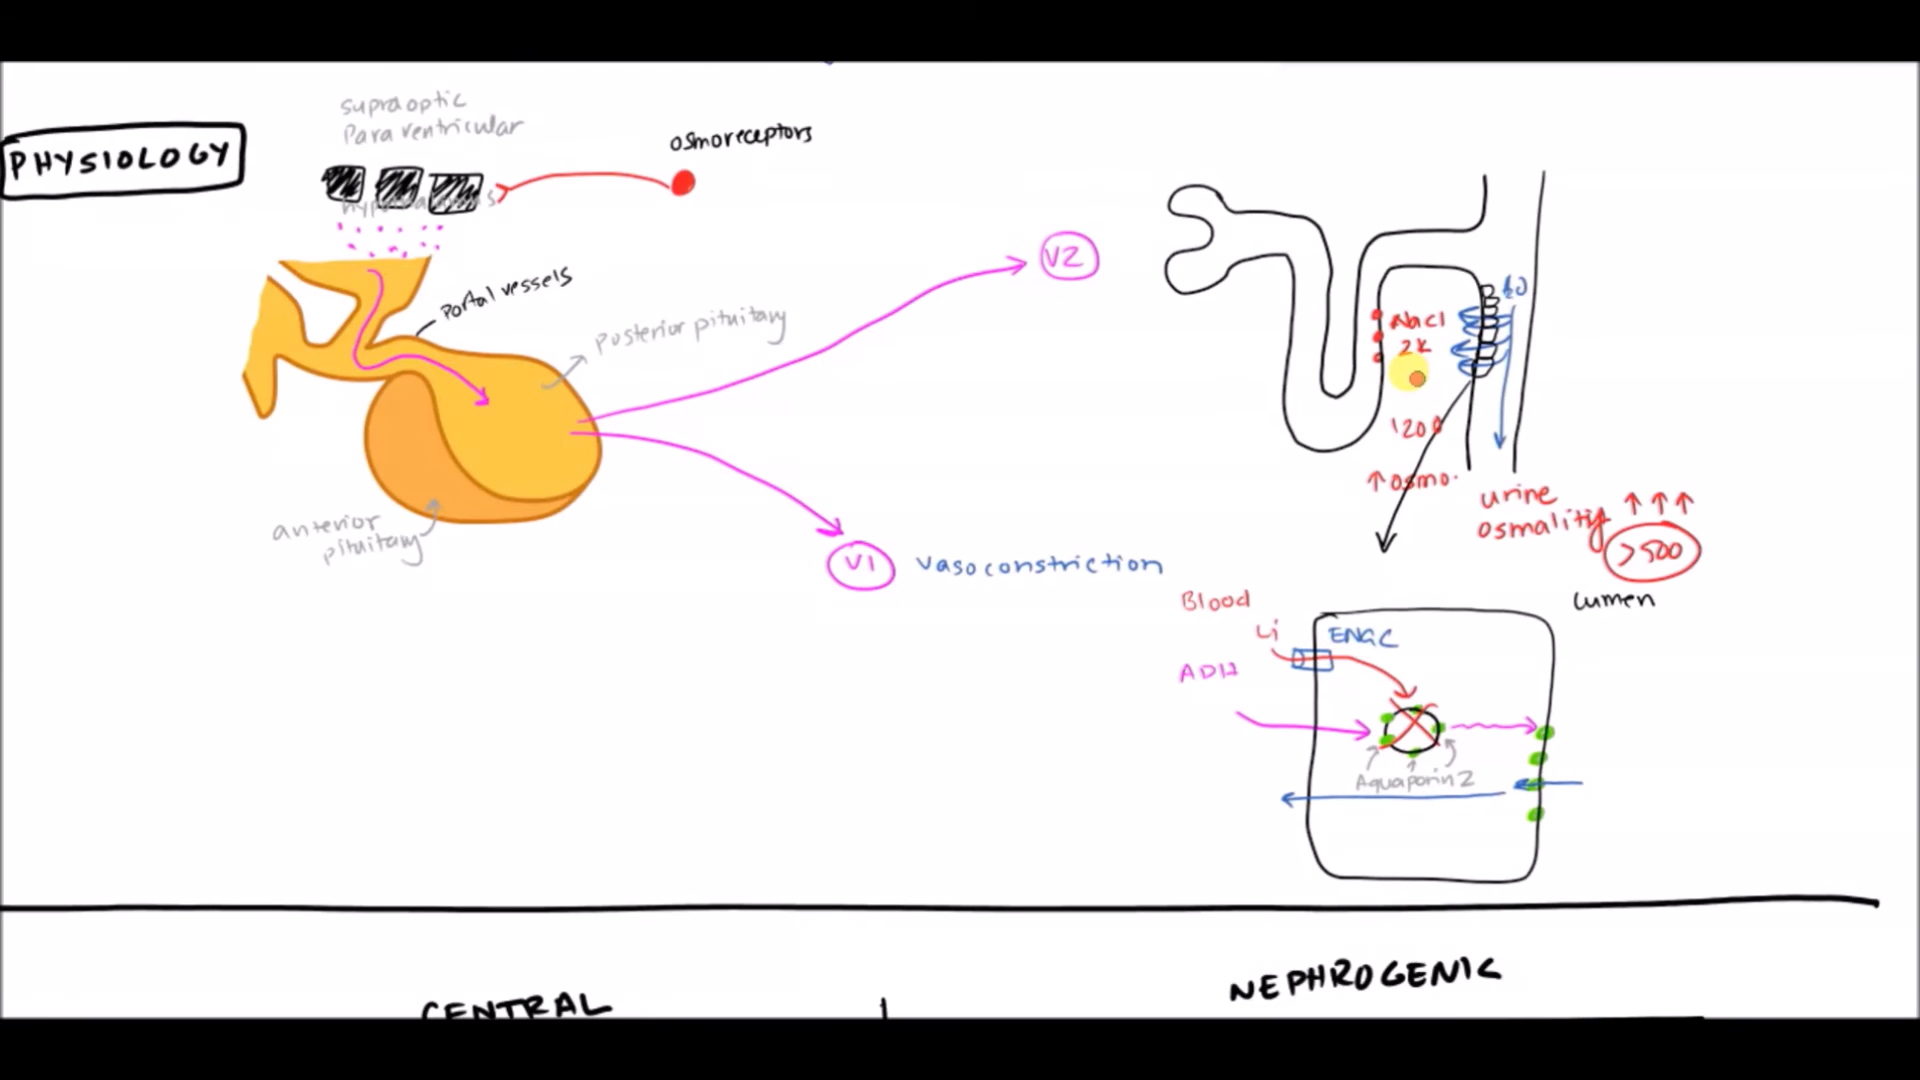 PHYSIOLOGY
supraoptic
Paraventricular
osmoreceptors
portal vessels
Posterior pituitary
anterior
pituitary
V2
V1
vasoconstriction
NaCl
2K
1200
↑ osmo.
urine
osmality
↑ ↑ ↑
>500
Lumen
Blood
Li
ENaC
ADH
Aquaporin 2
CENTRAL
NEPHROGENIC